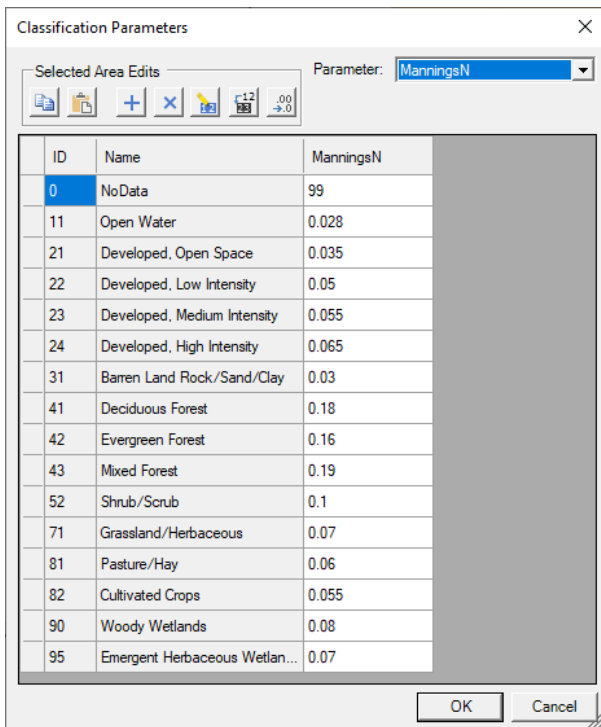 Classification Parameters
Selected Area Edits
Parameter: ManningsN
ID Name ManningsN
0 NoData 99
11 Open Water 0.028
21 Developed, Open Space 0.035
22 Developed, Low Intensity 0.05
23 Developed, Medium Intensity 0.055
24 Developed, High Intensity 0.065
31 Barren Land Rock/Sand/Clay 0.03
41 Deciduous Forest 0.18
42 Evergreen Forest 0.16
43 Mixed Forest 0.19
52 Shrub/Scrub 0.1
71 Grassland/Herbaceous 0.07
81 Pasture/Hay 0.06
82 Cultivated Crops 0.055
90 Woody Wetlands 0.08
95 Emergent Herbaceous Wetlan... 0.07
OK Cancel